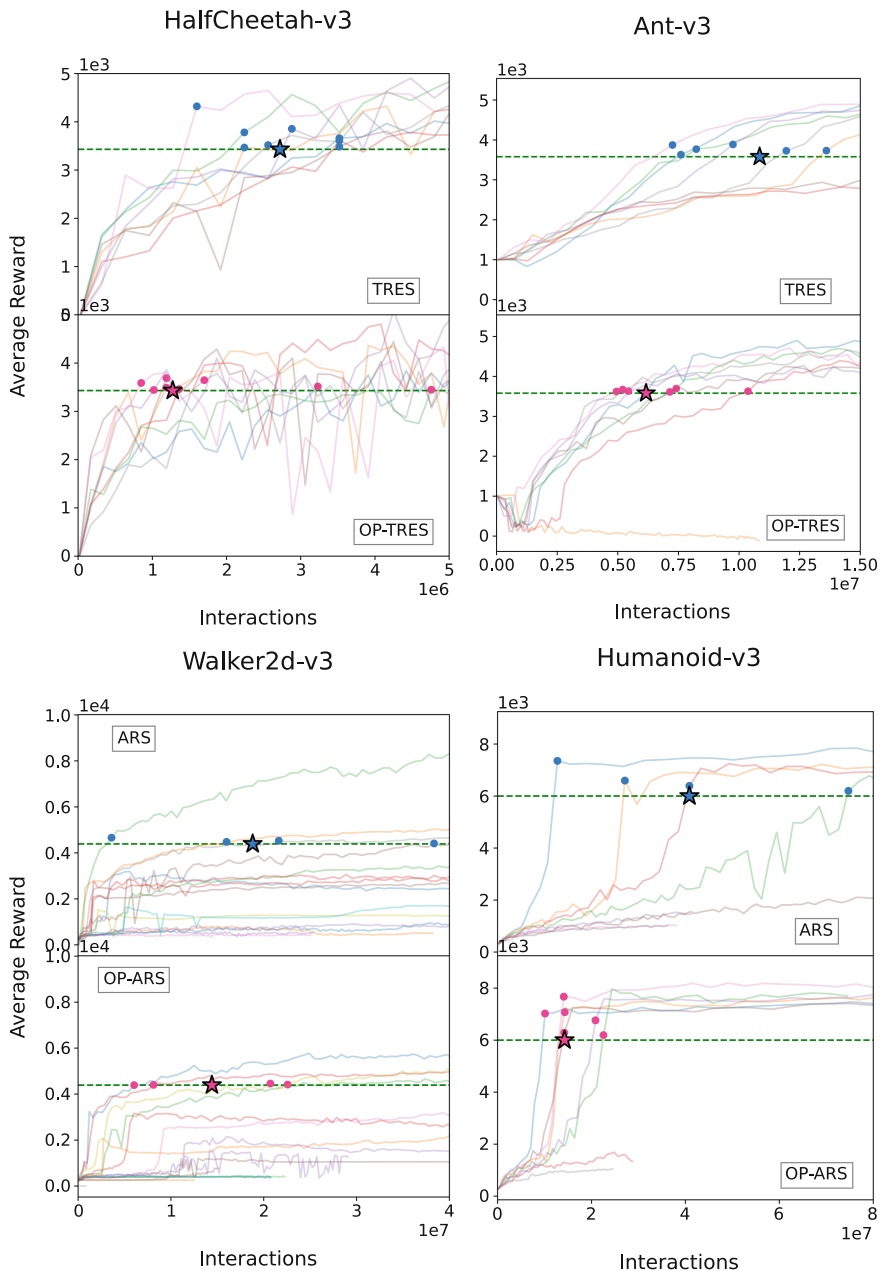 HalfCheetah-v3
Ant-v3
1e3
5
4
3
2
1
0
TRES
1e3
5
4
3
2
1
0
TRES
Average Reward
1e3
4
3
2
1
0
OP-TRES
0 1 2 3 4 5
1e6
Interactions
1e3
5
4
3
2
1
0
OP-TRES
0.00 0.25 0.50 0.75 1.00 1.25 1.50
1e7
Interactions
Walker2d-v3
Humanoid-v3
1e4
1.0
0.8
0.6
0.4
0.2
0.0
ARS
1e3
8
6
4
2
0
ARS
Average Reward
1e4
0.8
0.6
0.4
0.2
0.0
OP-ARS
0 1 2 3 4
1e7
Interactions
1e3
8
6
4
2
0
OP-ARS
0 2 4 6 8
1e7
Interactions